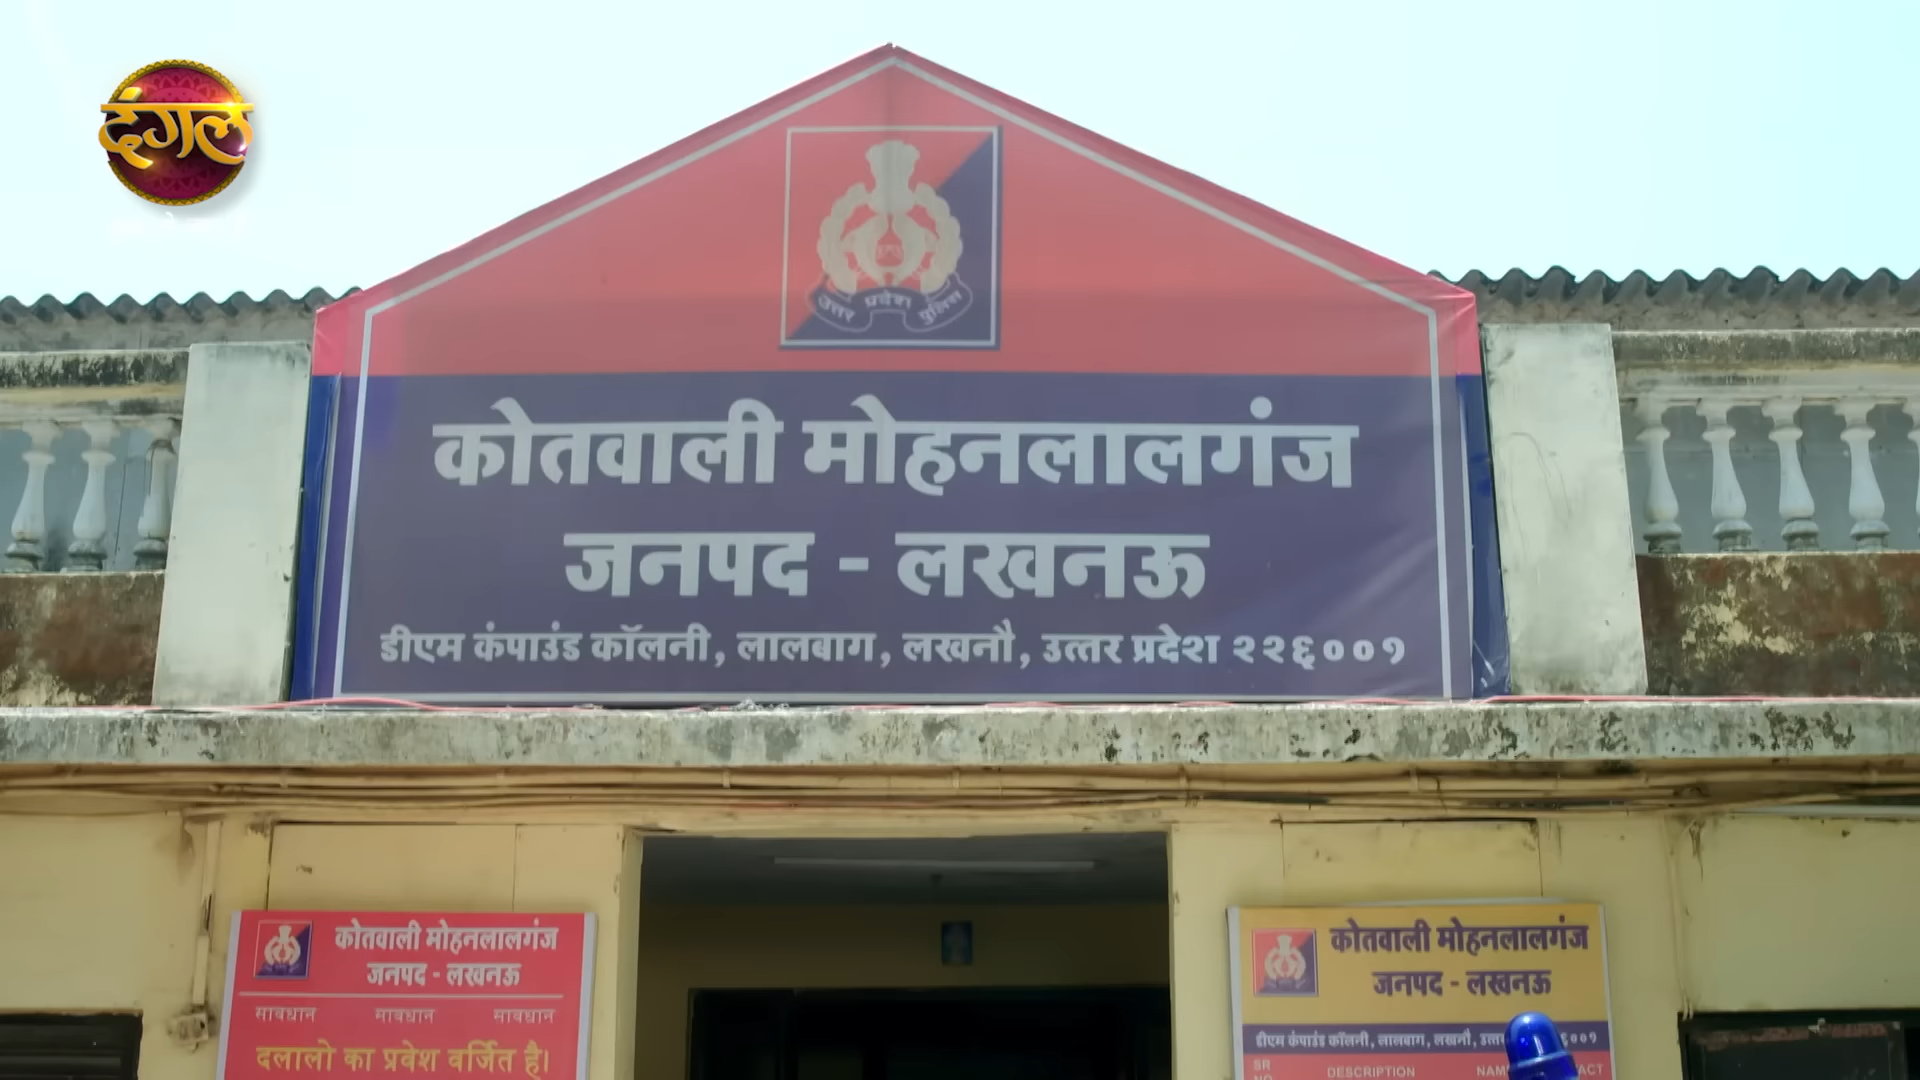 दंगल
उत्तर प्रदेश पुलिस
कोतवाली मोहनलालगंज
जनपद - लखनऊ
डीएम कंपाउंड कॉलनी, लालबाग, लखनौ, उत्तर प्रदेश २२६००१
कोतवाली मोहनलालगंज
जनपद - लखनऊ
सावधान सावधान सावधान
दलालो का प्रवेश वर्जित है।
कोतवाली मोहनलालगंज
जनपद - लखनऊ
डीएम कंपाउंड कॉलनी, लालबाग, लखनौ,
SR
DESCRIPTION